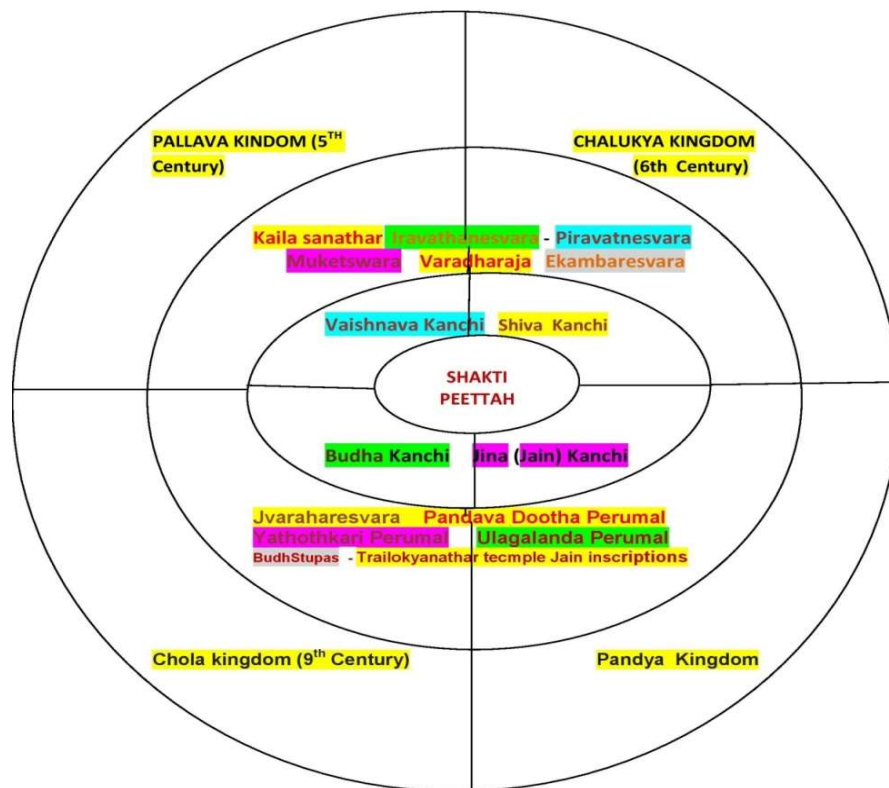 PALLAVA KINDOM (5TH
Century)
CHALUKYA KINGDOM
(6th Century)
Kaila sanathar Iravathanesvara - Piravatnesvara
Muketswara Varadharaja Ekambaresvara
Vaishnava Kanchi Shiva Kanchi
SHAKTI
PEETTAH
Budha Kanchi Jina (Jain) Kanchi
Jvaraharesvara Pandava Dootha Perumal
Yathothkari Perumal Ulagalanda Perumal
BudhStupas - Trailokyanathar tecmple Jain inscriptions
Chola kingdom (9th Century)
Pandya Kingdom